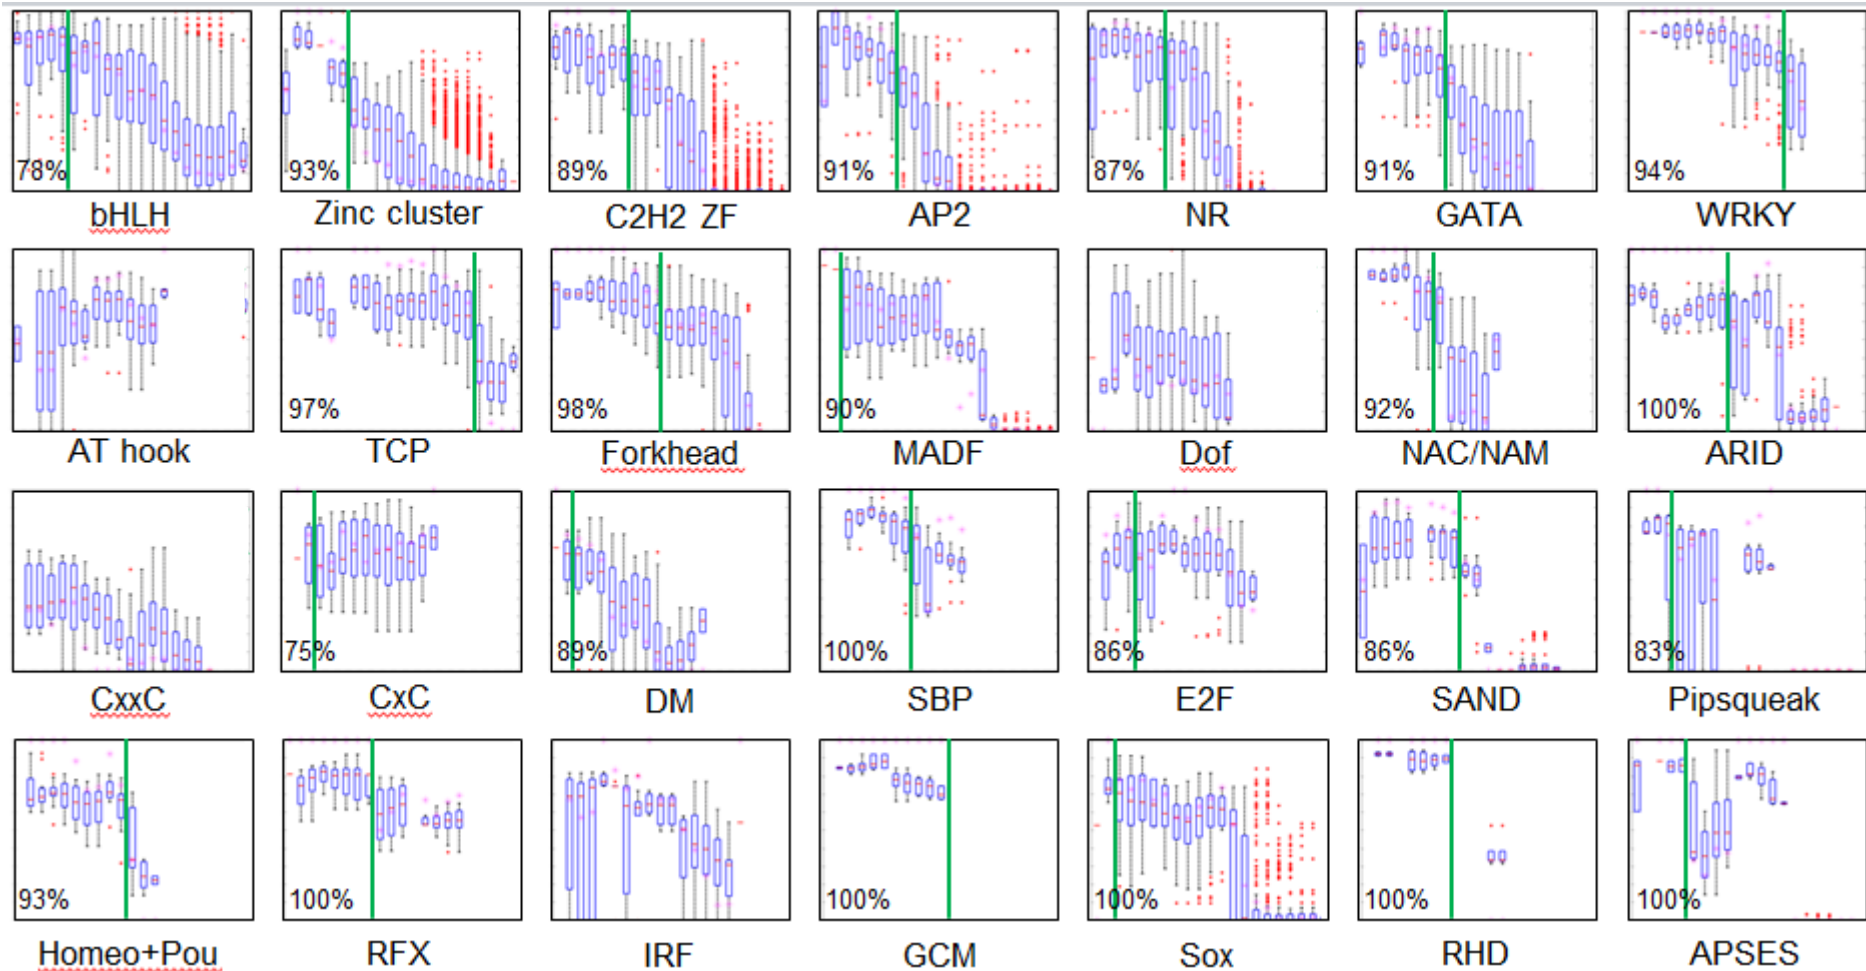 78% 93% 89% 91% 87% 91% 94%
bHLH Zinc cluster C2H2 ZF AP2 NR GATA WRKY
97% 98% 90% 92% 100%
AT hook TCP Forkhead MADF Dof NAC/NAM ARID
75% 89% 100% 86% 86% 83%
CxxC CxC DM SBP E2F SAND Pipsqueak
93% 100% 100% 100% 100% 100%
Homeo+Pou RFX IRF GCM Sox RHD APSES